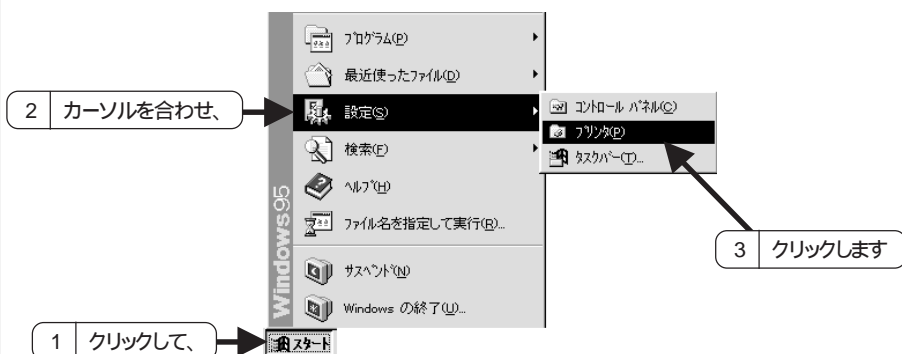 プログラム(P)
最近使ったファイル(D)
2 カーソルを合わせ、
設定(S)
コントロール パネル(C)
プリンタ(P)
タスクバー(T)...
検索(F)
ヘルプ(H)
ファイル名を指定して実行(R)...
3 クリックします
サスペンド(N)
Windows の終了(U)...
Windows95
1 クリックして、
スタート